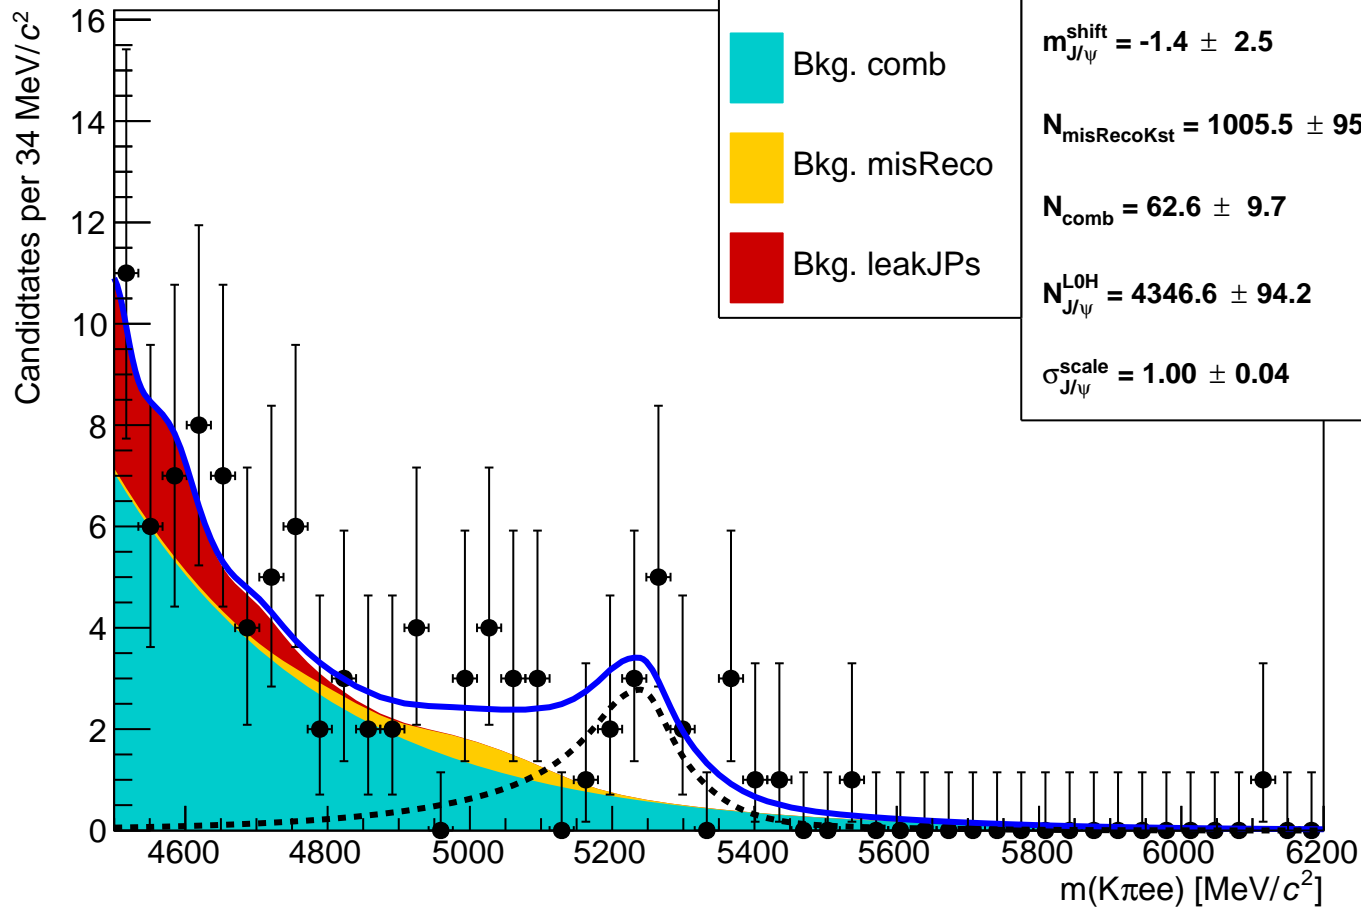 Candidtates per 34 MeV/c²
16
14
12
10
8
6
4
2
0
Bkg. comb
Bkg. misReco
Bkg. leakJPs
m^shift_J/ψ = -1.4 ± 2.5
N_misRecoKst = 1005.5 ± 95
N_comb = 62.6 ± 9.7
N^L0H_J/ψ = 4346.6 ± 94.2
σ^scale_J/ψ = 1.00 ± 0.04
4600 4800 5000 5200 5400 5600 5800 6000 6200
m(Kπee) [MeV/c²]